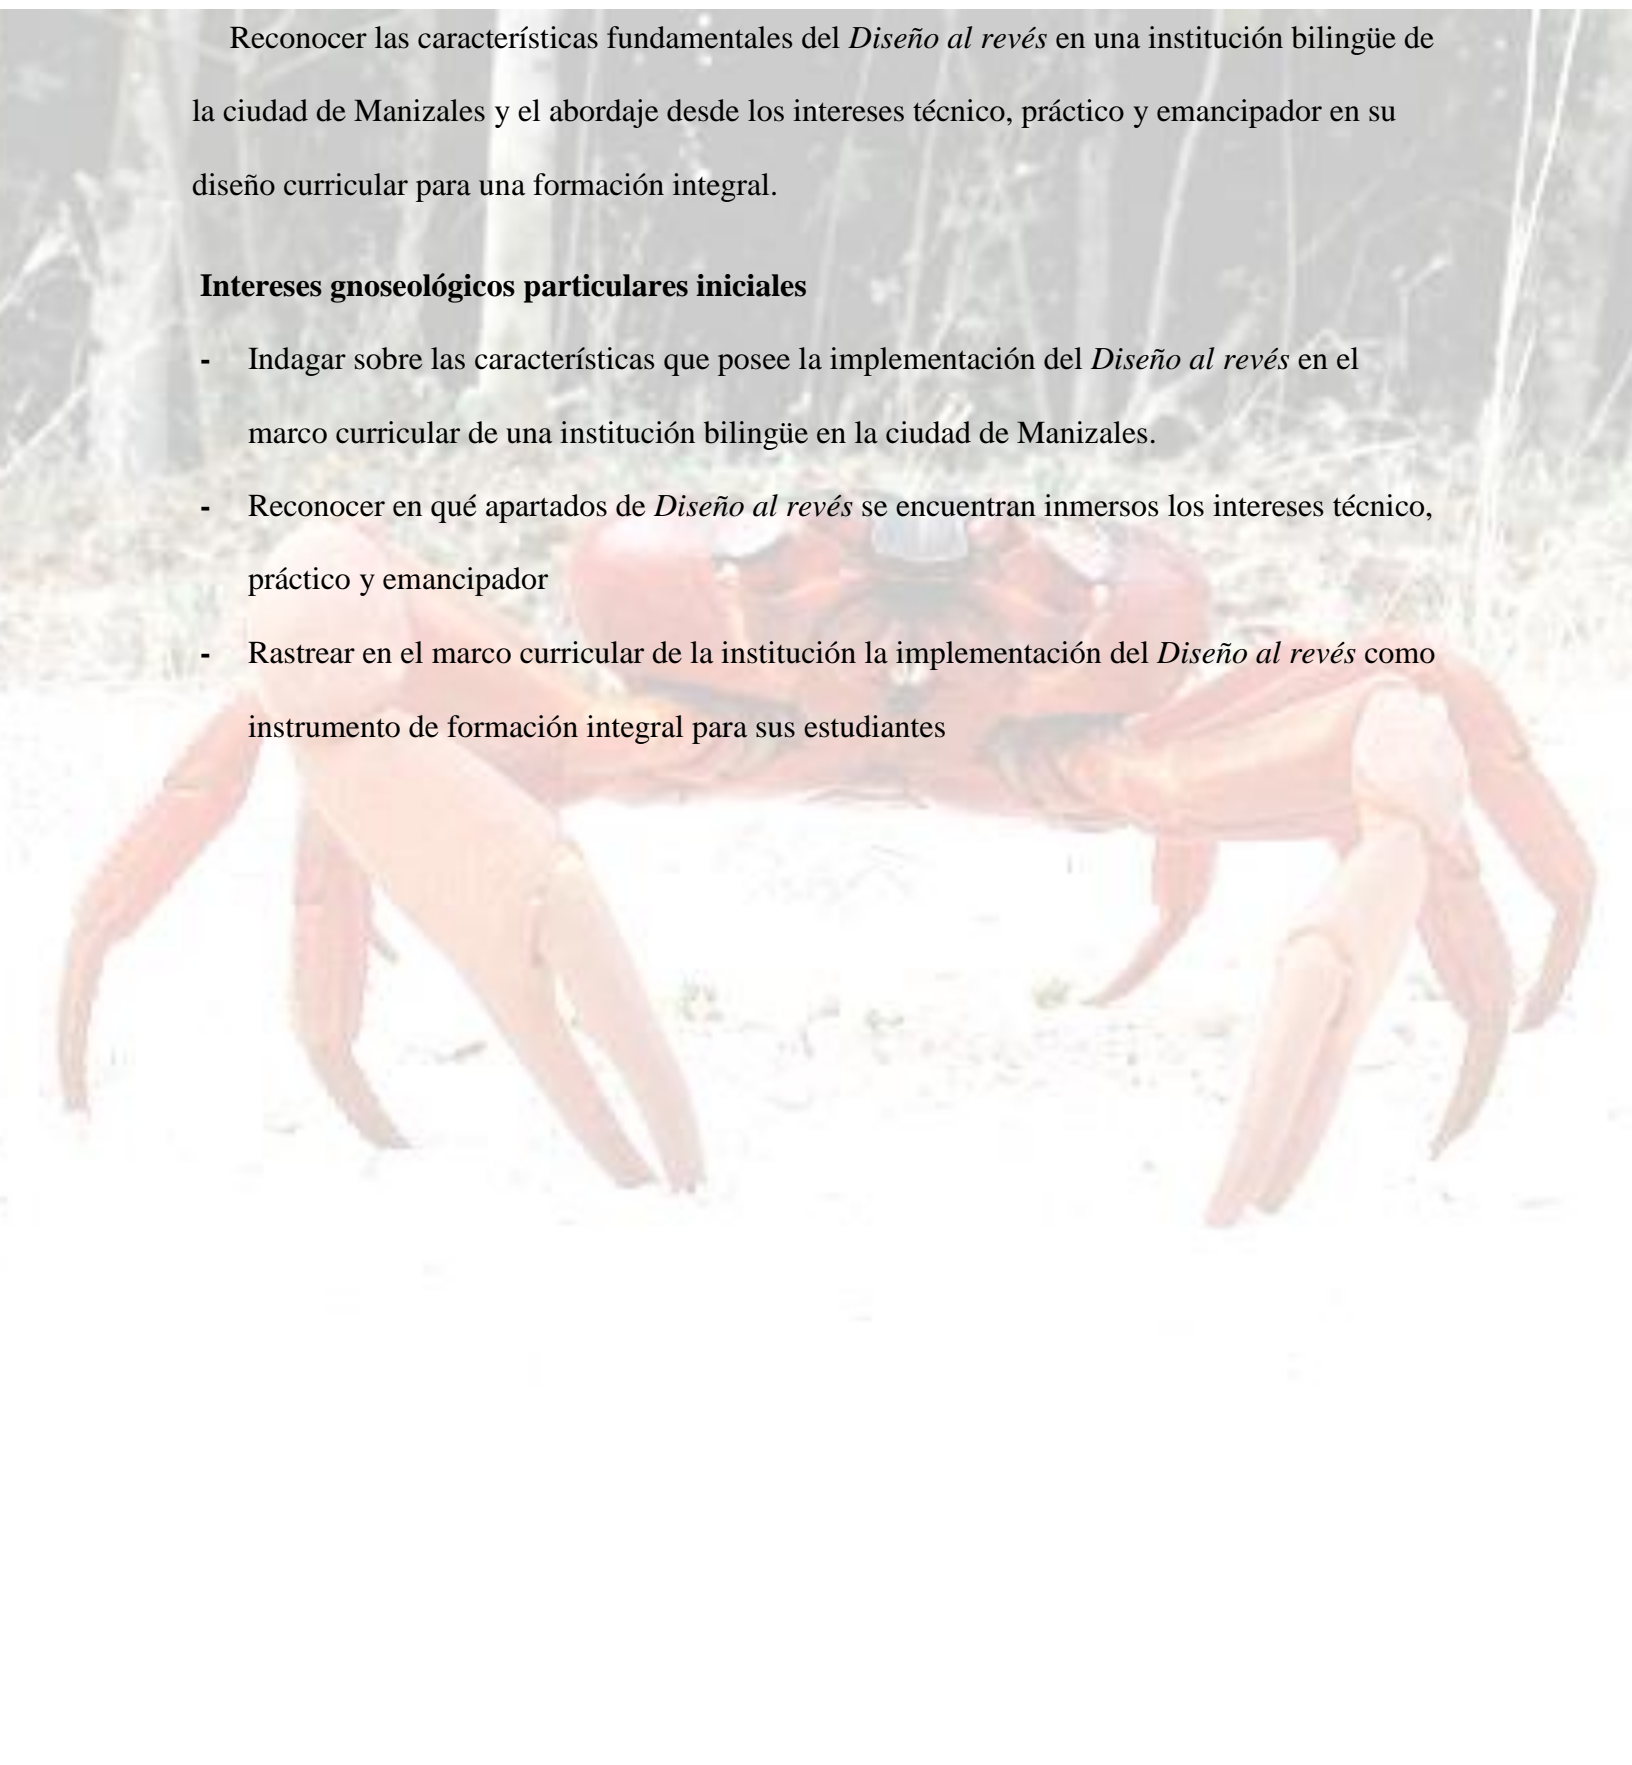 Reconocer las características fundamentales del Diseño al revés en una institución bilingüe de
la ciudad de Manizales y el abordaje desde los intereses técnico, práctico y emancipador en su
diseño curricular para una formación integral.
Intereses gnoseológicos particulares iniciales
- Indagar sobre las características que posee la implementación del Diseño al revés en el
marco curricular de una institución bilingüe en la ciudad de Manizales.
- Reconocer en qué apartados de Diseño al revés se encuentran inmersos los intereses técnico,
práctico y emancipador
- Rastrear en el marco curricular de la institución la implementación del Diseño al revés como
instrumento de formación integral para sus estudiantes